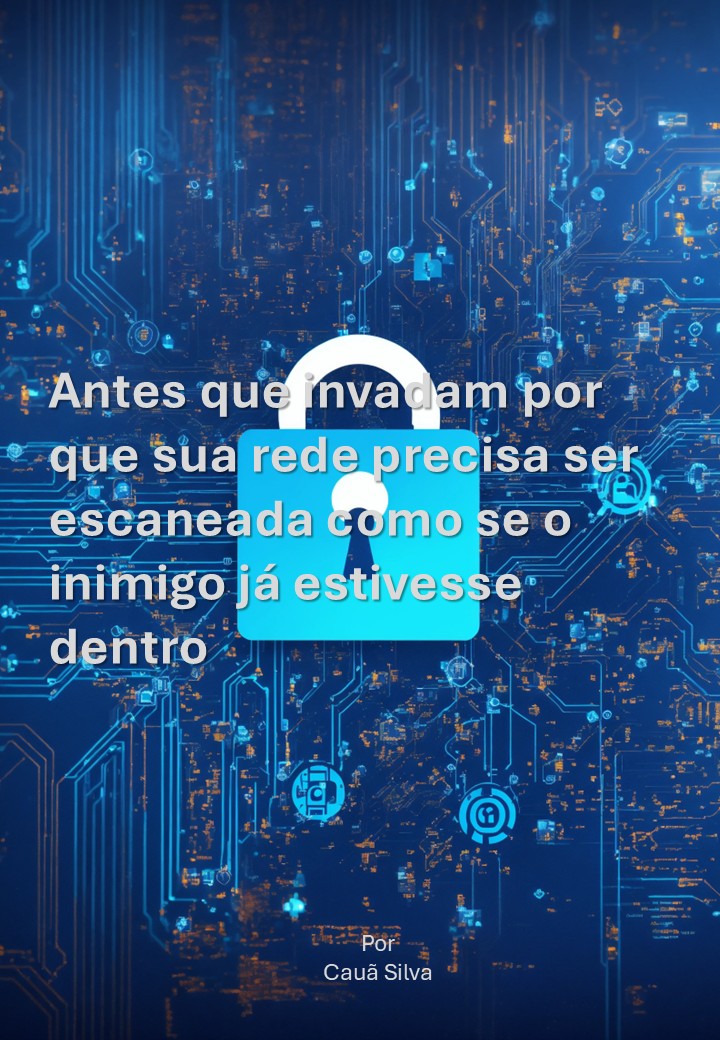 Antes que invadam por
que sua rede precisa ser
escaneada como se o
inimigo já estivesse
dentro
Por
Cauã Silva